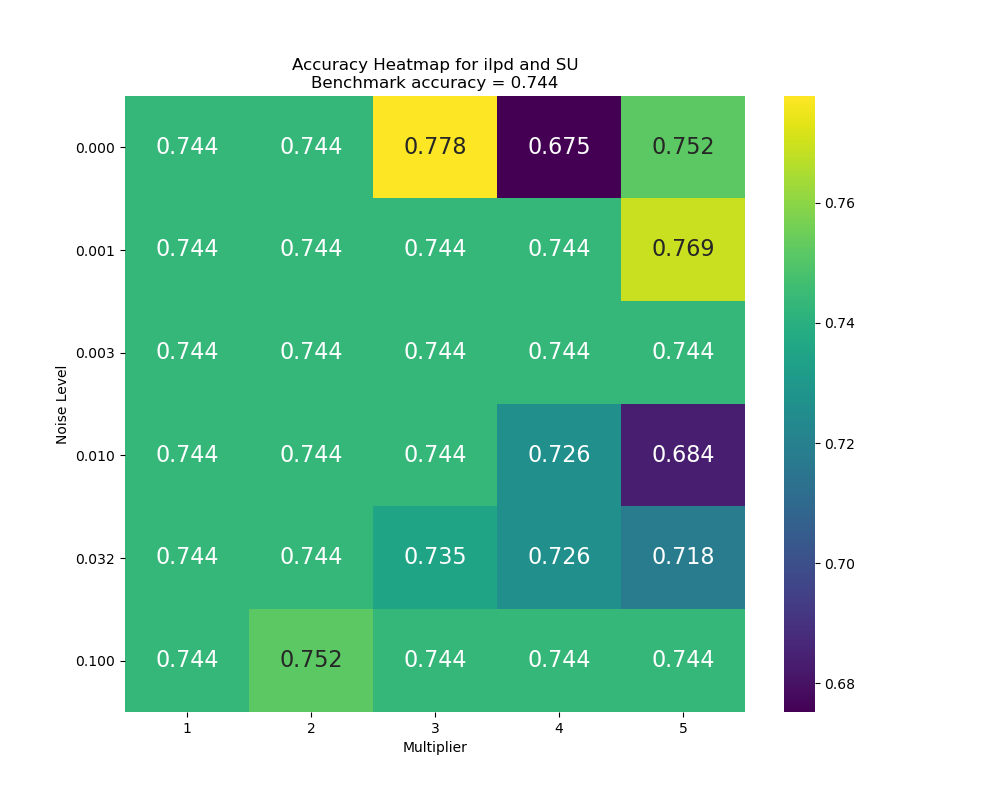 Accuracy Heatmap for ilpd and SU
Benchmark accuracy = 0.744
0.000 0.744 0.744 0.778 0.675 0.752
0.001 0.744 0.744 0.744 0.744 0.769
0.003 0.744 0.744 0.744 0.744 0.744
0.010 0.744 0.744 0.744 0.726 0.684
0.032 0.744 0.744 0.735 0.726 0.718
0.100 0.744 0.752 0.744 0.744 0.744
1 2 3 4 5
Multiplier
Noise Level
0.76
0.74
0.72
0.70
0.68